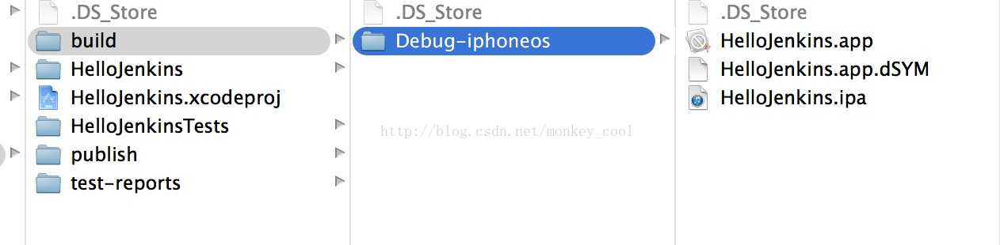 .DS_Store
build
HelloJenkins
HelloJenkins.xcodeproj
HelloJenkinsTests
publish
test-reports
.DS_Store
Debug-iphoneos
http://blog.csdn.net/monkey_cool
.DS_Store
HelloJenkins.app
HelloJenkins.app.dSYM
HelloJenkins.ipa